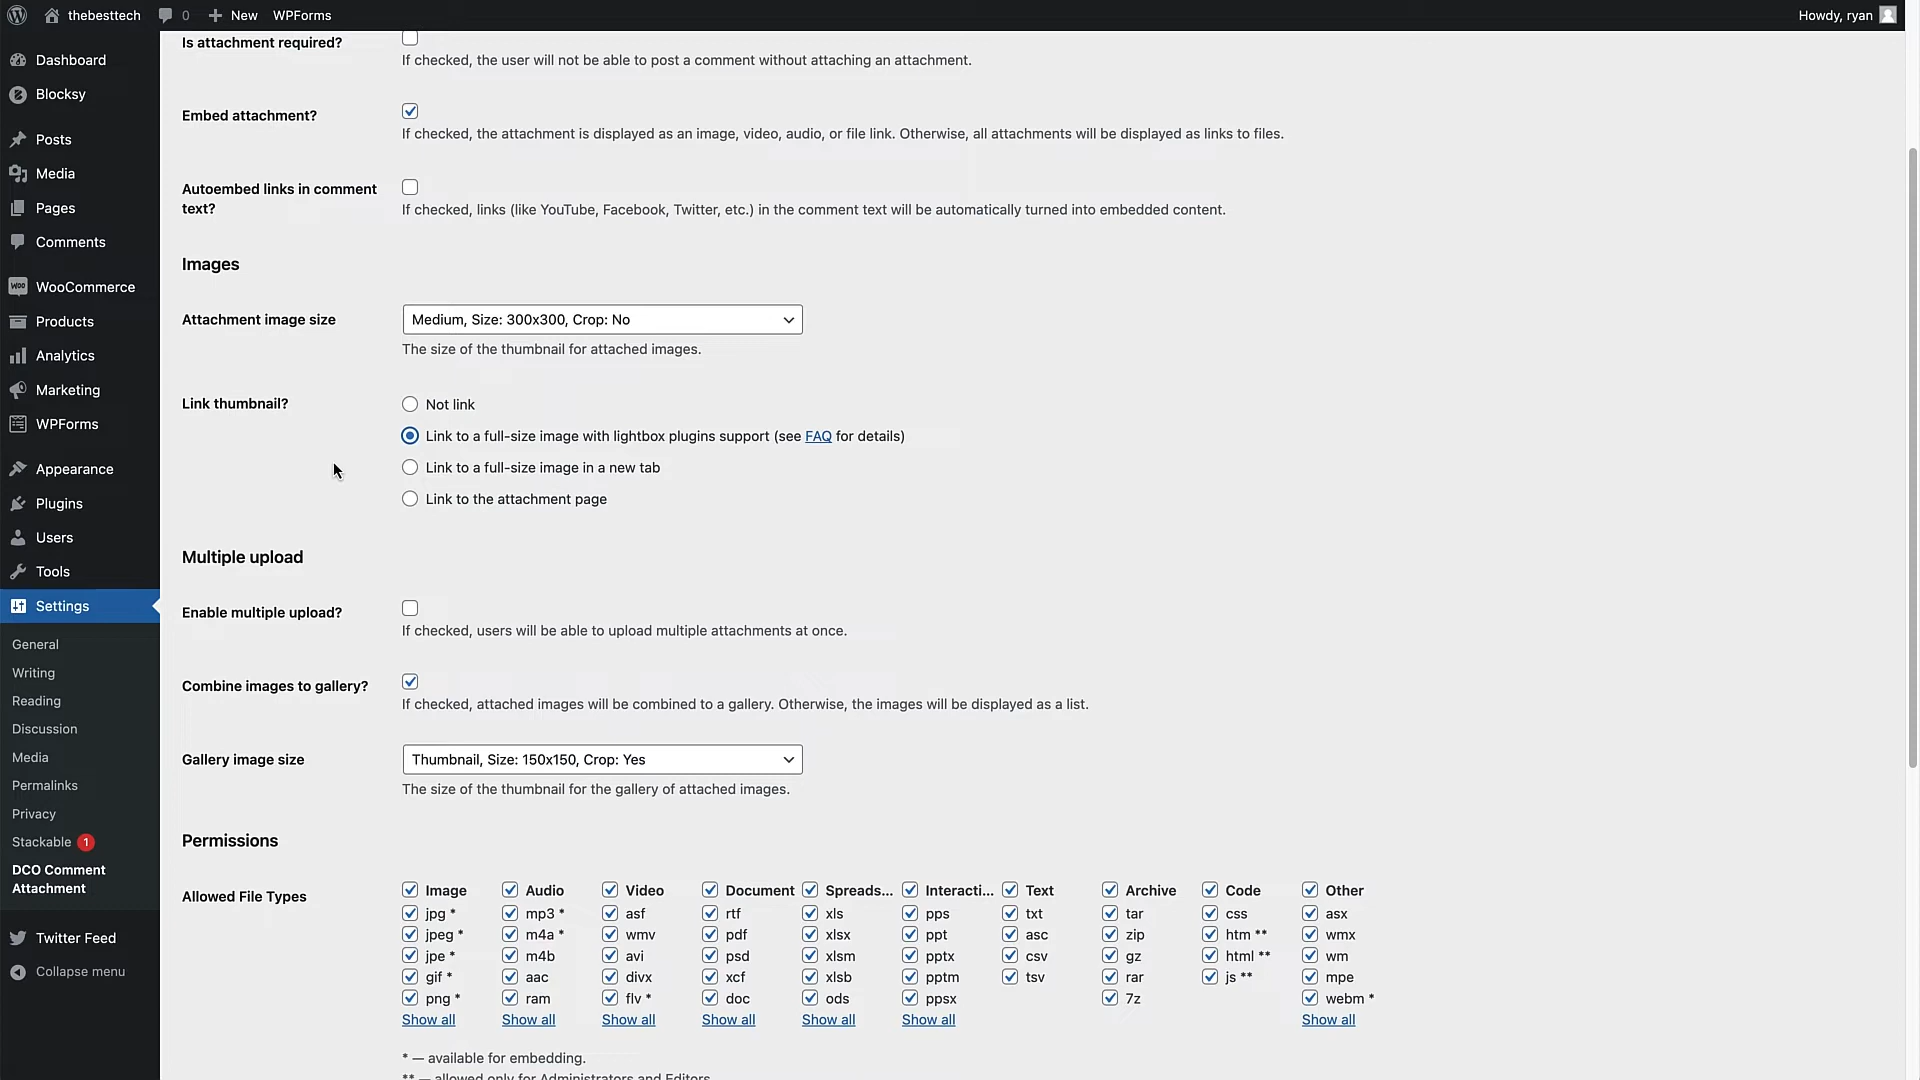 thebesttech
0
New
WPForms
Howdy, ryan
Dashboard
Blocksy
Posts
Media
Pages
Comments
WooCommerce
Products
Analytics
Marketing
WPForms
Appearance
Plugins
Users
Tools
Settings
General
Writing
Reading
Discussion
Media
Permalinks
Privacy
Stackable 1
DCO Comment
Attachment
Twitter Feed
Collapse menu
Is attachment required?
If checked, the user will not be able to post a comment without attaching an attachment.
Embed attachment?
If checked, the attachment is displayed as an image, video, audio, or file link. Otherwise, all attachments will be displayed as links to files.
Autoembed links in comment
text?
If checked, links (like YouTube, Facebook, Twitter, etc.) in the comment text will be automatically turned into embedded content.
Images
Attachment image size
Medium, Size: 300x300, Crop: No
The size of the thumbnail for attached images.
Link thumbnail?
Not link
Link to a full-size image with lightbox plugins support (see FAQ for details)
Link to a full-size image in a new tab
Link to the attachment page
Multiple upload
Enable multiple upload?
If checked, users will be able to upload multiple attachments at once.
Combine images to gallery?
If checked, attached images will be combined to a gallery. Otherwise, the images will be displayed as a list.
Gallery image size
Thumbnail, Size: 150x150, Crop: Yes
The size of the thumbnail for the gallery of attached images.
Permissions
Allowed File Types
Image Audio Video Document Spreads... Interacti... Text Archive Code Other
jpg * mp3 * asf rtf xls pps txt tar css asx
jpeg * m4a * wmv pdf xlsx ppt asc zip htm ** wmx
jpe * m4b avi psd xlsm pptx csv gz html ** wm
gif * aac divx xcf xlsb pptm tsv rar js ** mpe
png * ram flv * doc ods ppsx 7z webm *
Show all Show all Show all Show all Show all Show all Show all
* — available for embedding.
** — allowed only for Administrators and Editors